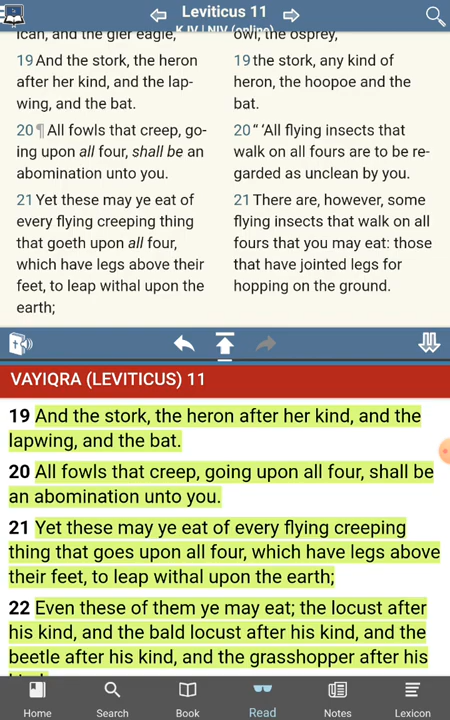 Leviticus 11
KJV | NIV (online)
ican, and the gier eagle,
19 And the stork, the heron
after her kind, and the lap-
wing, and the bat.
20 ¶ All fowls that creep, go-
ing upon all four, shall be an
abomination unto you.
21 Yet these may ye eat of
every flying creeping thing
that goeth upon all four,
which have legs above their
feet, to leap withal upon the
earth;
owl, the osprey,
19 the stork, any kind of
heron, the hoopoe and the
bat.
20 “ ‘All flying insects that
walk on all fours are to be re-
garded as unclean by you.
21 There are, however, some
flying insects that walk on all
fours that you may eat: those
that have jointed legs for
hopping on the ground.
VAYIQRA (LEVITICUS) 11
19 And the stork, the heron after her kind, and the
lapwing, and the bat.
20 All fowls that creep, going upon all four, shall be
an abomination unto you.
21 Yet these may ye eat of every flying creeping
thing that goes upon all four, which have legs above
their feet, to leap withal upon the earth;
22 Even these of them ye may eat; the locust after
his kind, and the bald locust after his kind, and the
beetle after his kind, and the grasshopper after his
Home
Search
Book
Read
Notes
Lexicon